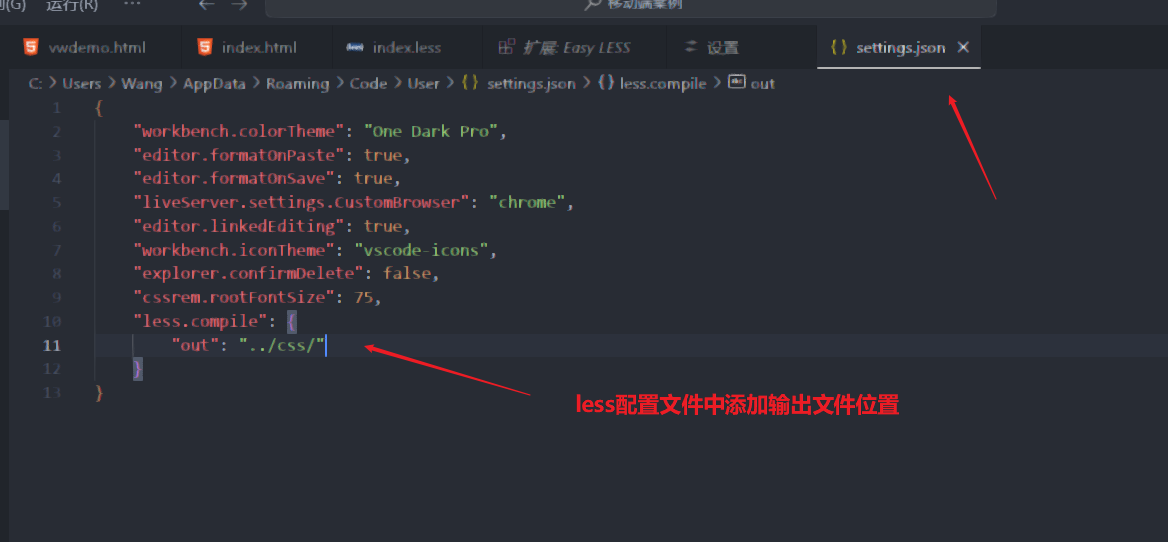 运行(R) ···
移动端案例
vwdemo.html index.html index.less 扩展: Easy LESS 设置 settings.json
C: > Users > Wang > AppData > Roaming > Code > User > {} settings.json > {} less.compile > out
1 {
2 "workbench.colorTheme": "One Dark Pro",
3 "editor.formatOnPaste": true,
4 "editor.formatOnSave": true,
5 "liveServer.settings.CustomBrowser": "chrome",
6 "editor.linkedEditing": true,
7 "workbench.iconTheme": "vscode-icons",
8 "explorer.confirmDelete": false,
9 "cssrem.rootFontSize": 75,
10 "less.compile": {
11 "out": "../css/"
12 }
13 }
less配置文件中添加输出文件位置